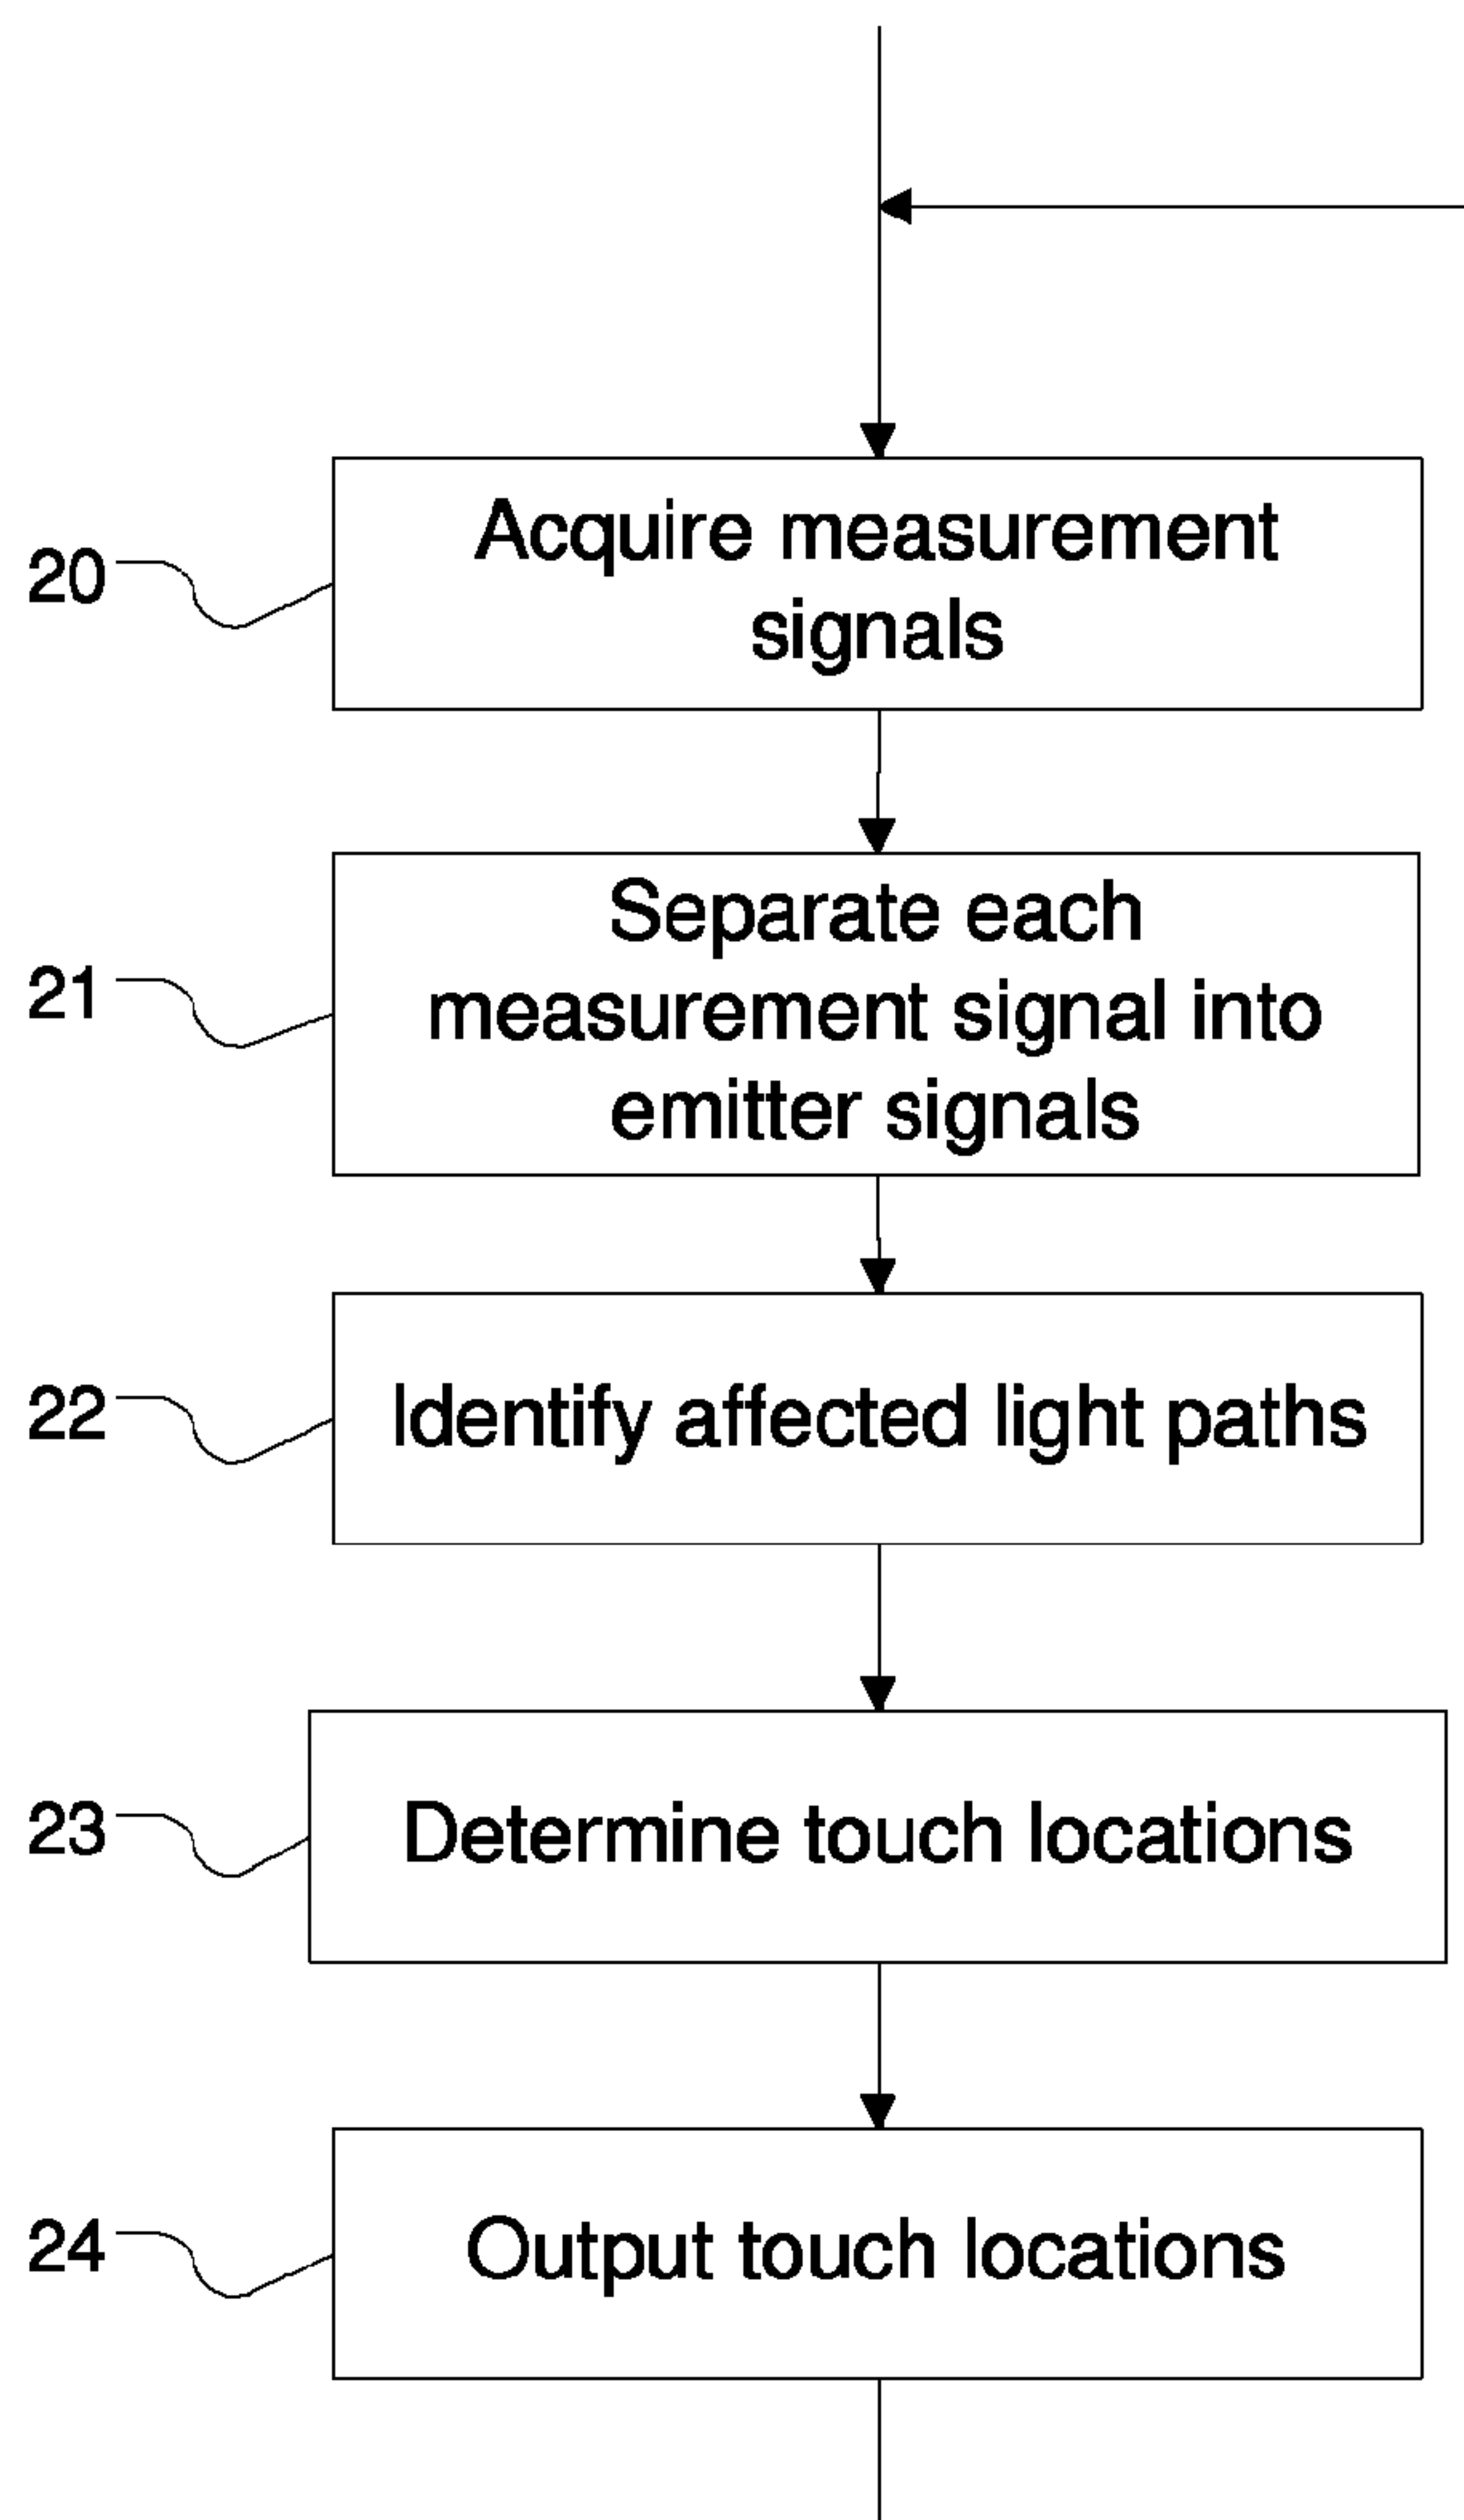 20
Acquire measurement
signals
21
Separate each
measurement signal into
emitter signals
22
Identify affected light paths
23
Determine touch locations
24
Output touch locations